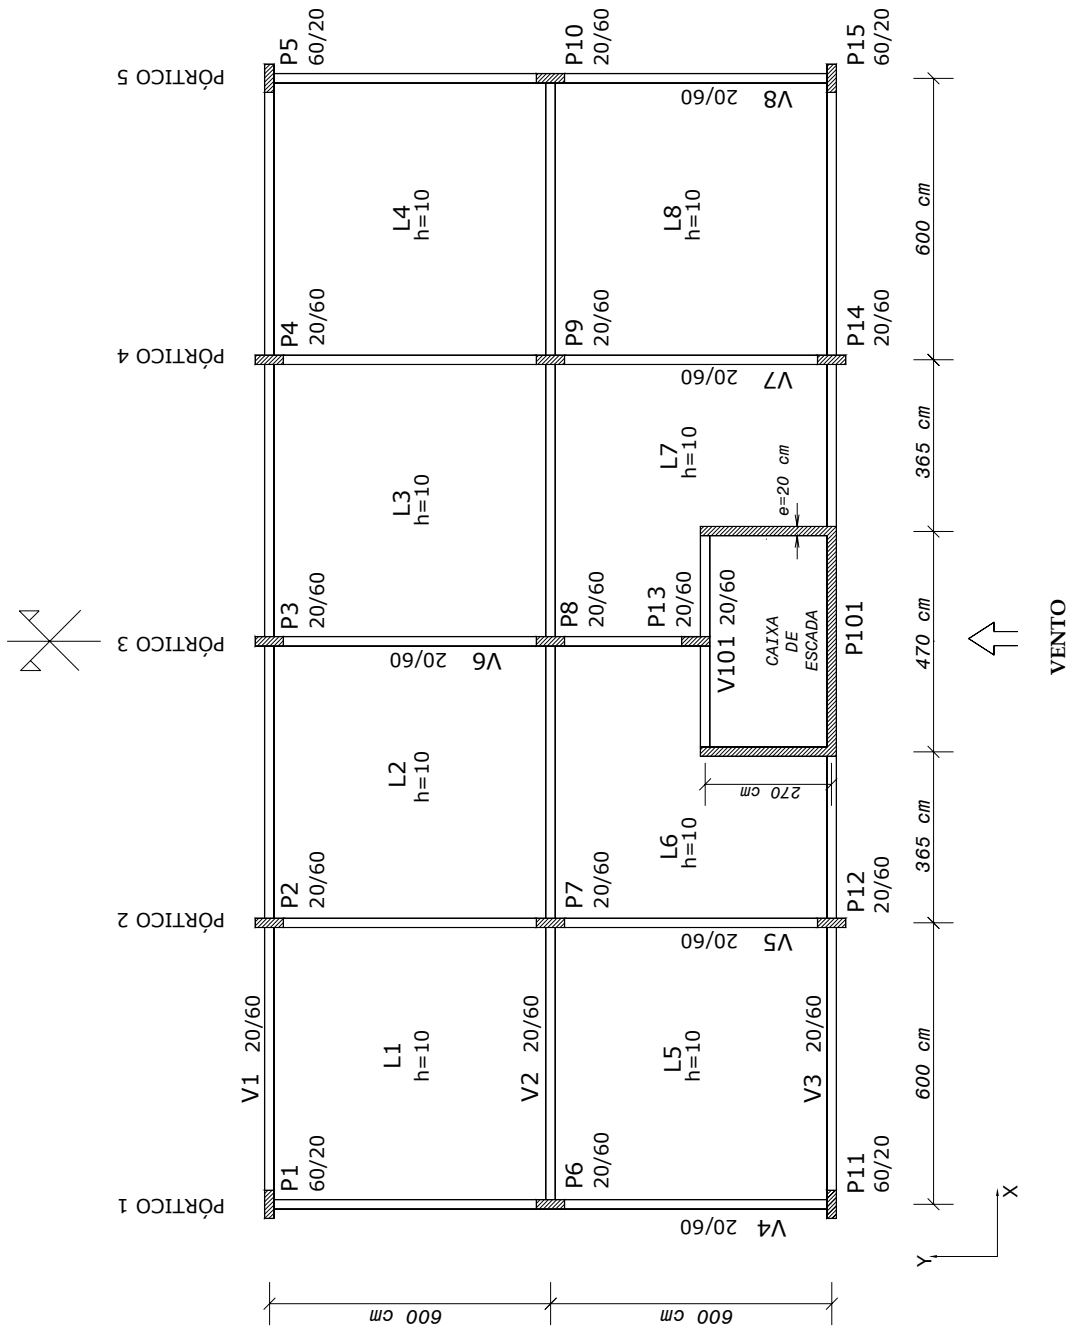 PÓRTICO 5
PÓRTICO 4
PÓRTICO 3
PÓRTICO 2
PÓRTICO 1
P5
60/20
P10
20/60
P15
60/20
L4
h=10
L8
h=10
20/60
V8
600 cm
P4
20/60
P9
20/60
P14
20/60
20/60
V7
L3
h=10
L7
h=10
e=20 cm
365 cm
P3
20/60
P8
20/60
P13
20/60
20/60
V6
V101 20/60
CAIXA
DE
ESCADA
P101
470 cm
VENTO
L2
h=10
L6
h=10
270 cm
365 cm
P2
20/60
P7
20/60
P12
20/60
20/60
V5
V1 20/60
V2 20/60
V3 20/60
L1
h=10
L5
h=10
600 cm
P1
60/20
P6
20/60
P11
60/20
20/60
V4
X
Y
600 cm
600 cm